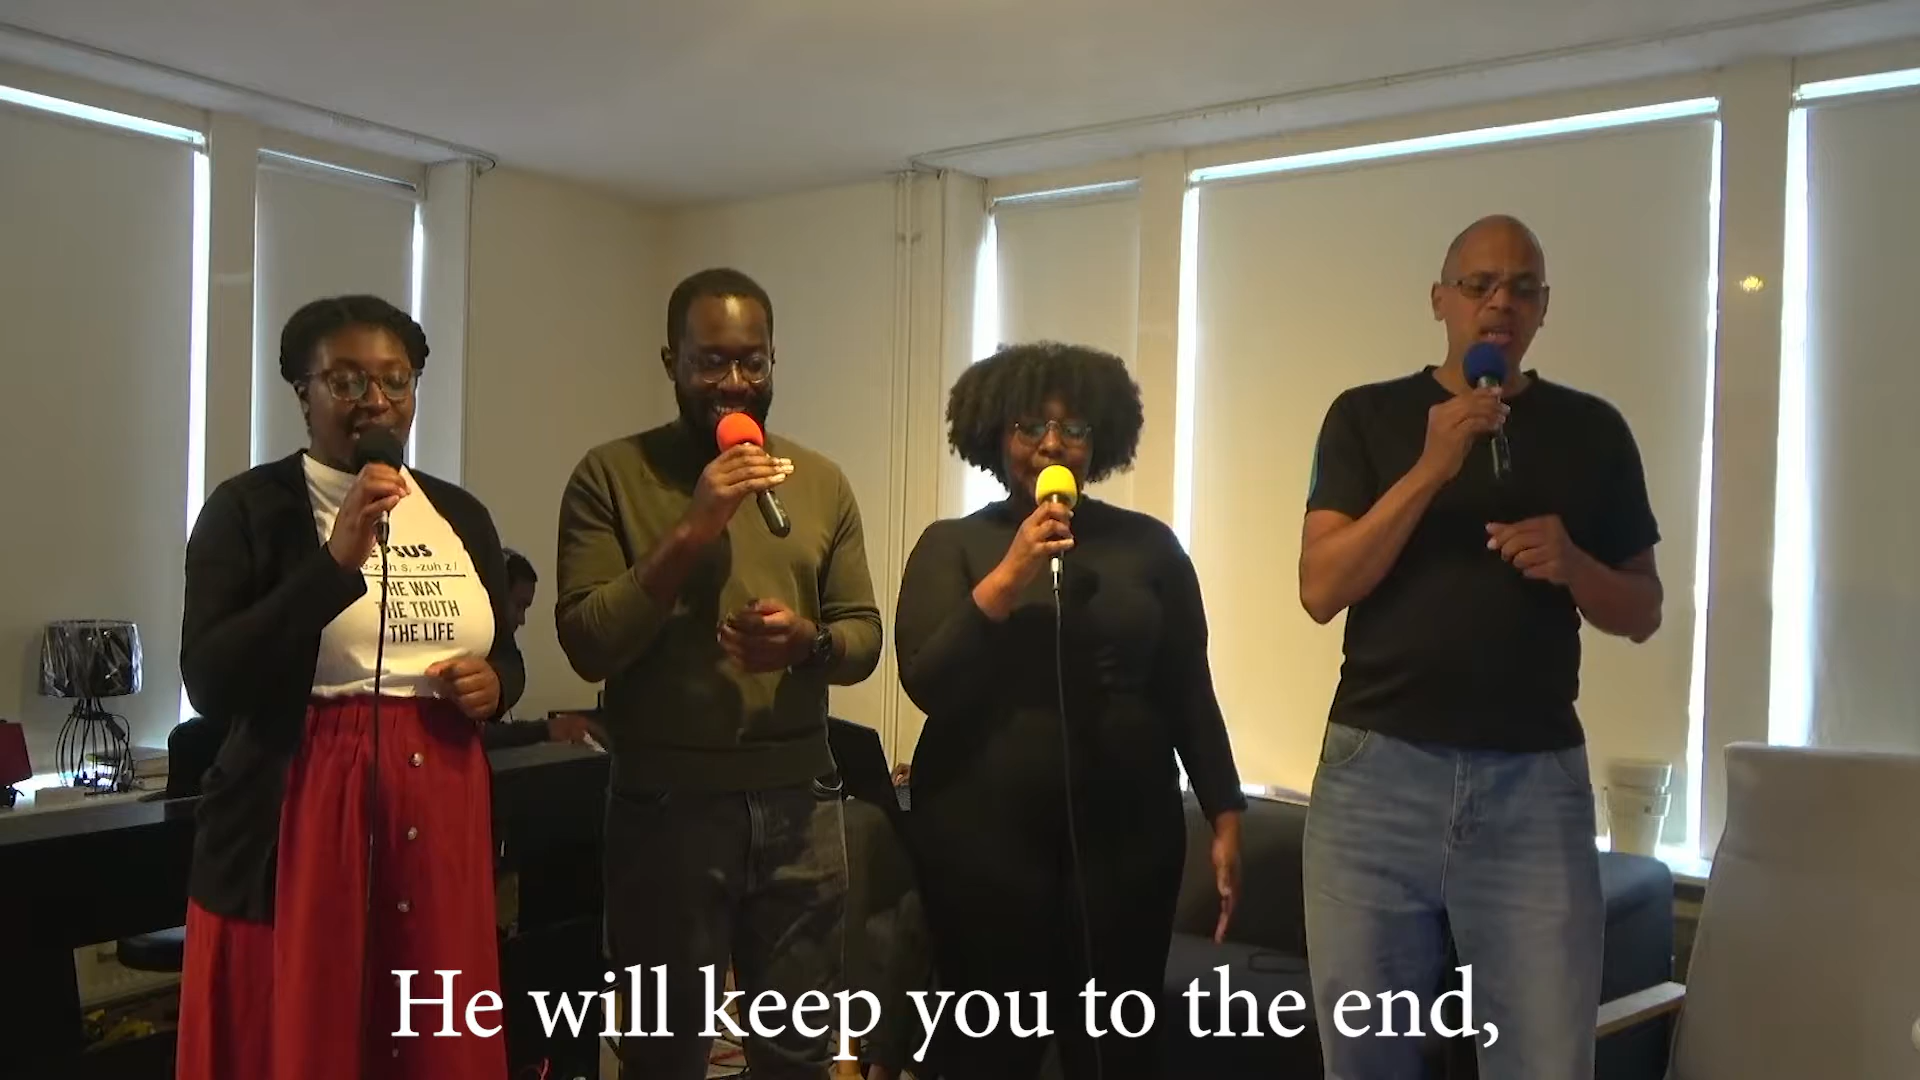 THE WAY
THE TRUTH
THE LIFE
He will keep you to the end,